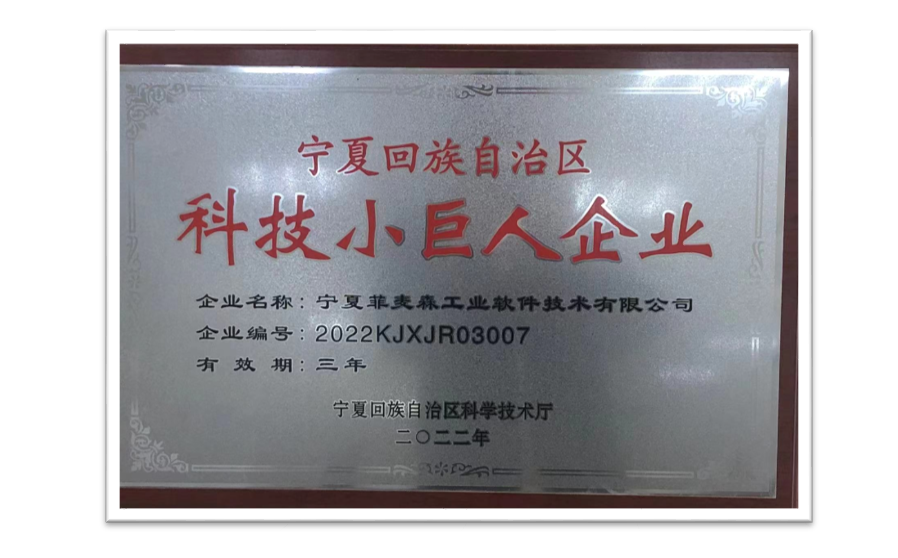 宁夏回族自治区
科技小巨人企业
企业名称：宁夏菲麦森工业软件技术有限公司
企业编号：2022KJXJR03007
有 效 期：三年
宁夏回族自治区科学技术厅
二〇二二年